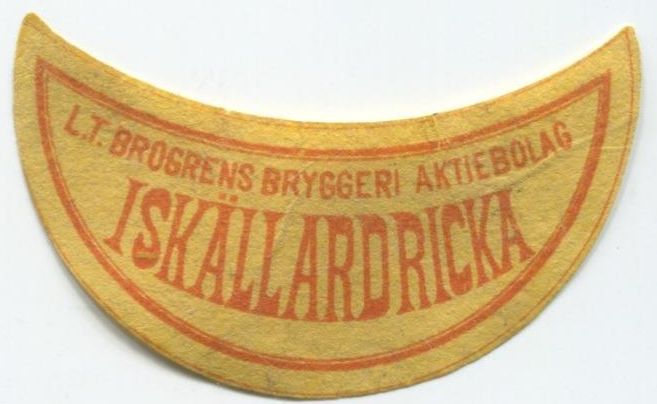 L.T. BROGRENS BRYGGERI AKTIEBOLAG
ISKÄLLARDRICKA